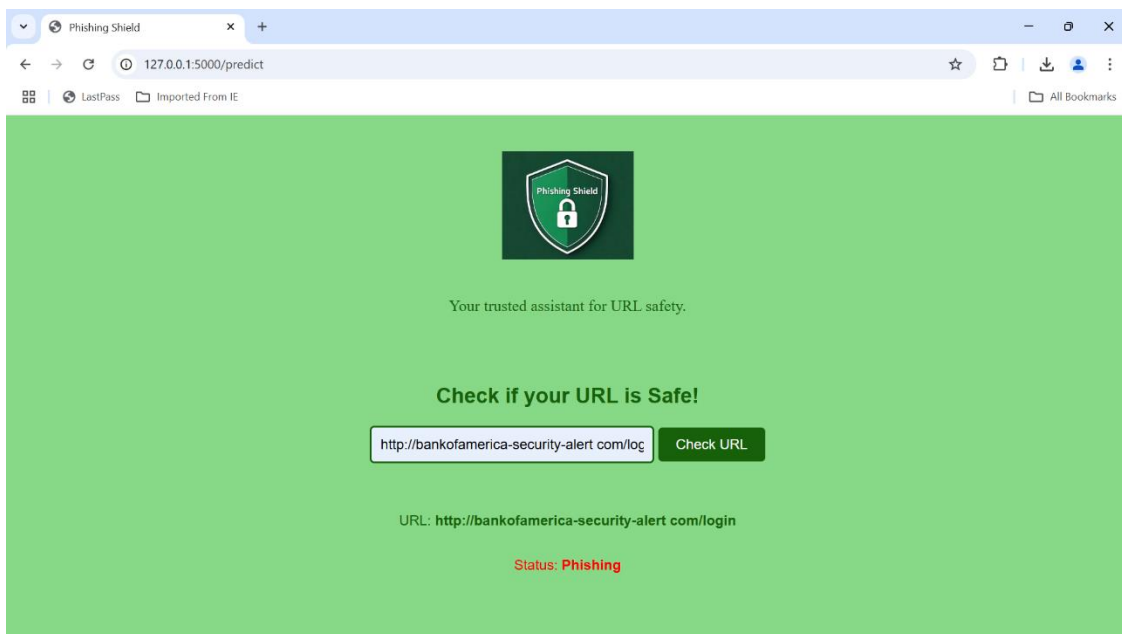 Phishing Shield
127.0.0.1:5000/predict
LastPass Imported From IE All Bookmarks
Phishing Shield
Your trusted assistant for URL safety.
Check if your URL is Safe!
http://bankofamerica-security-alert com/log Check URL
URL: http://bankofamerica-security-alert com/login
Status: Phishing